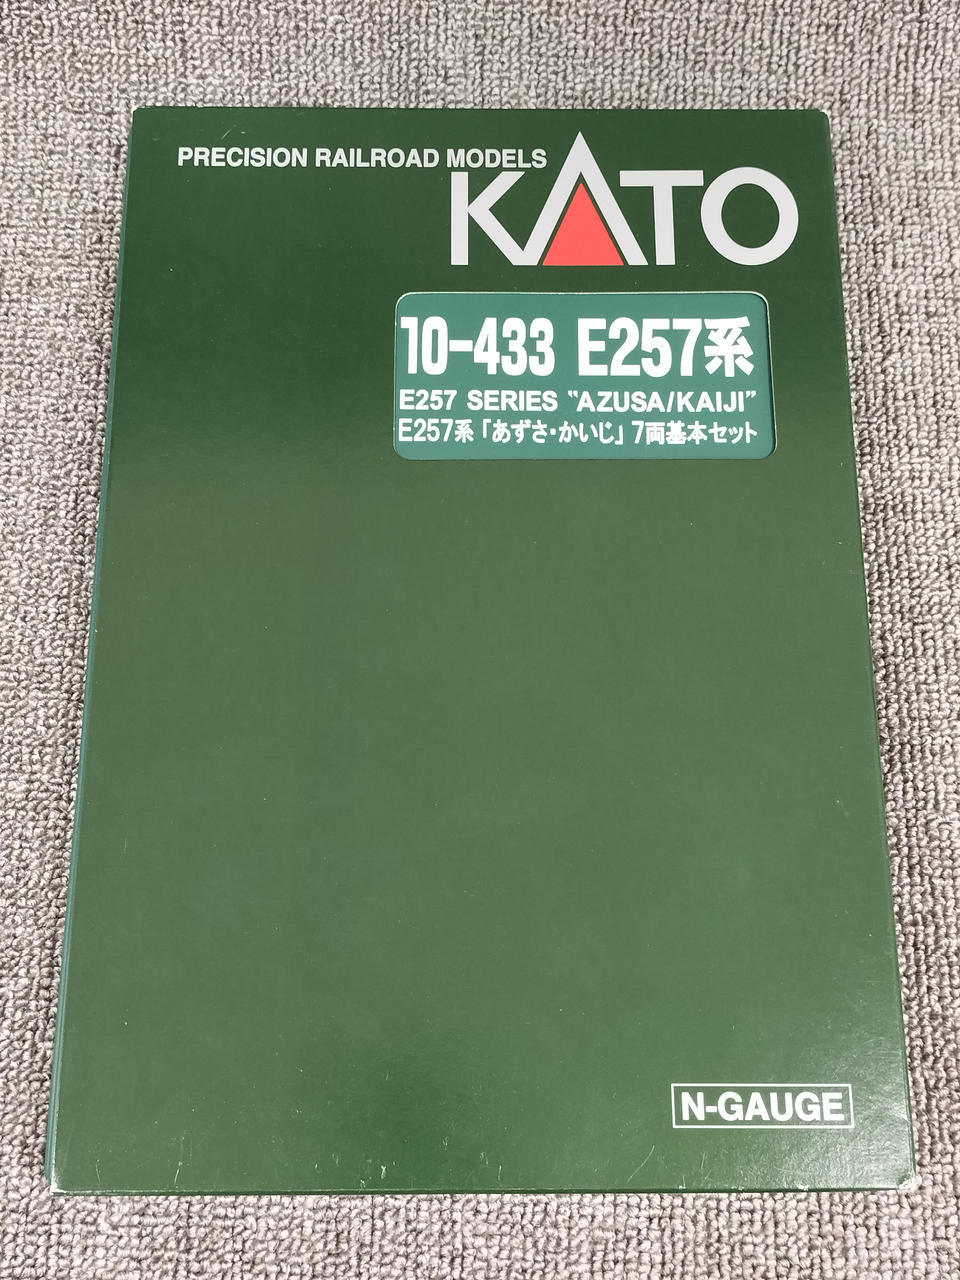 PRECISION RAILROAD MODELS
KATO
10-433 E257系
E257 SERIES "AZUSA/KAIJI"
E257系「あずさ・かいじ」7両基本セット
N-GAUGE